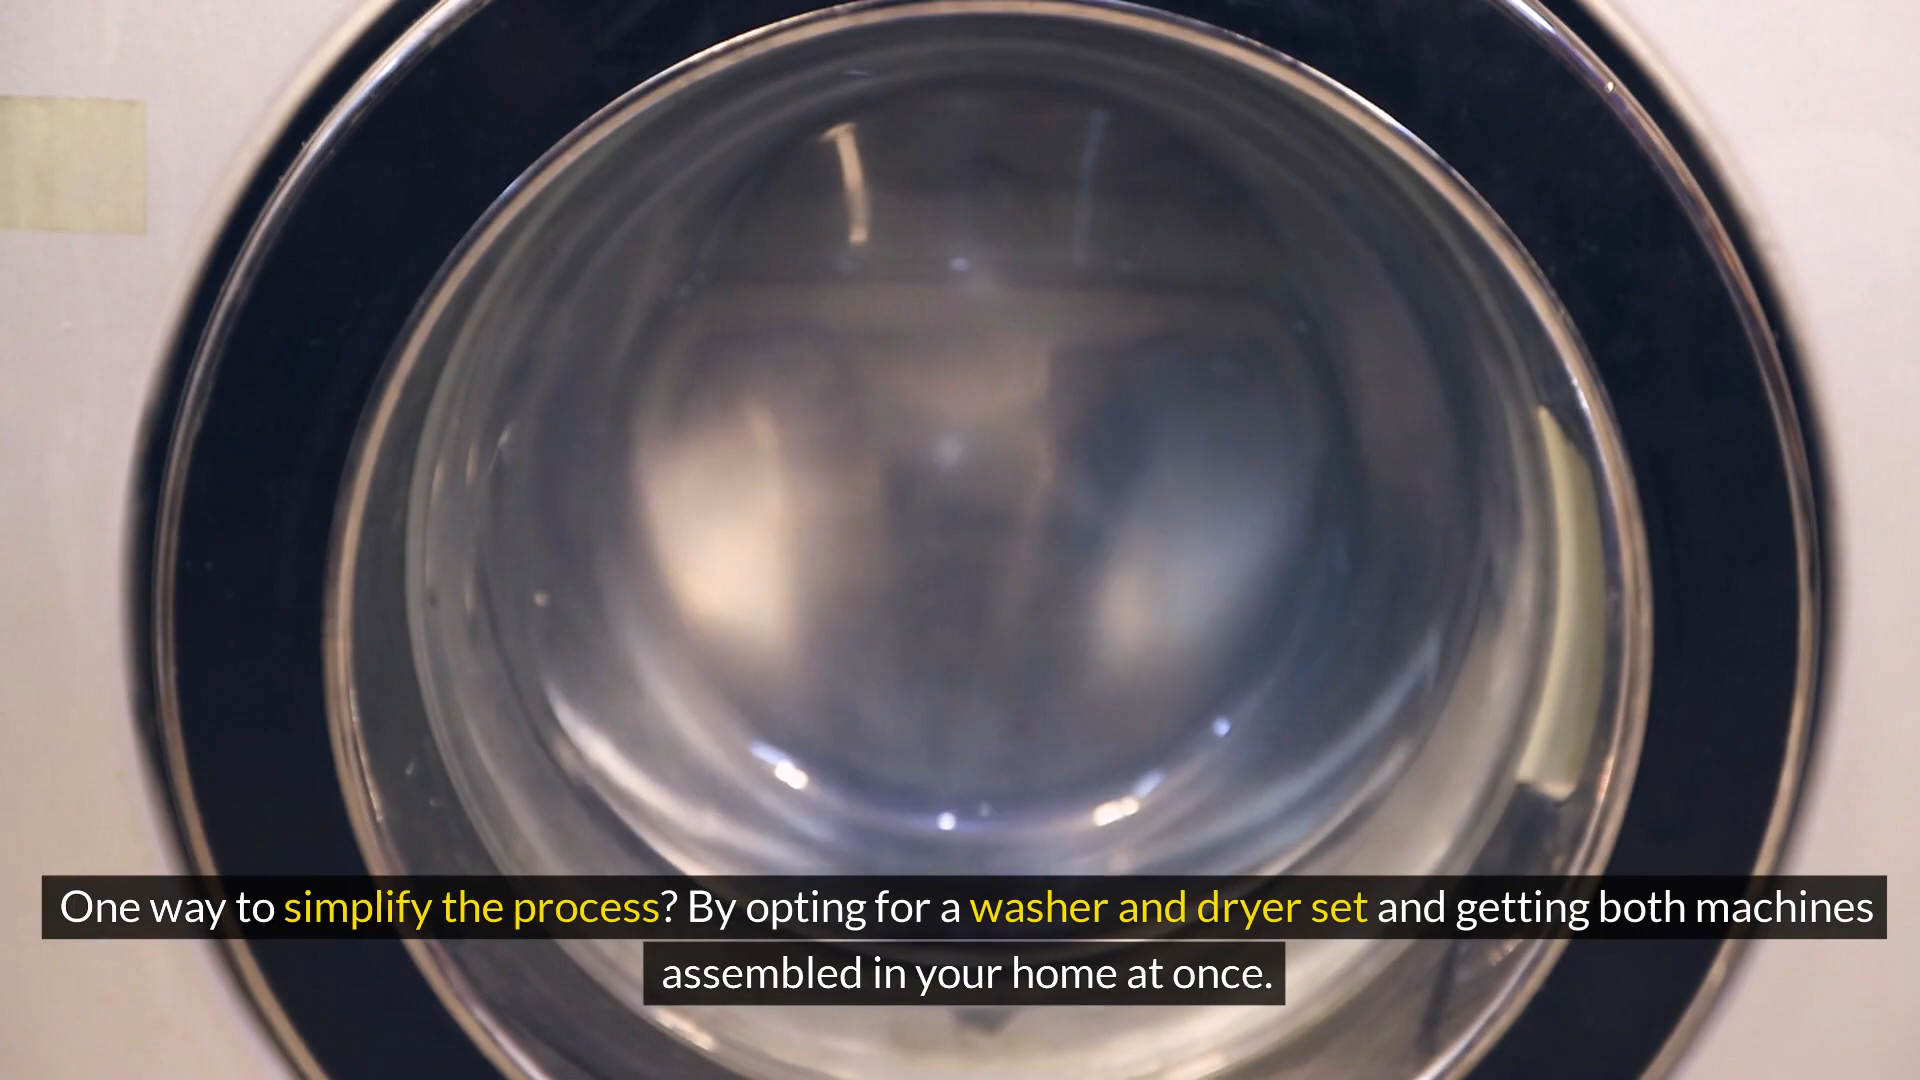 One way to simplify the process? By opting for a washer and dryer set and getting both machines
assembled in your home at once.